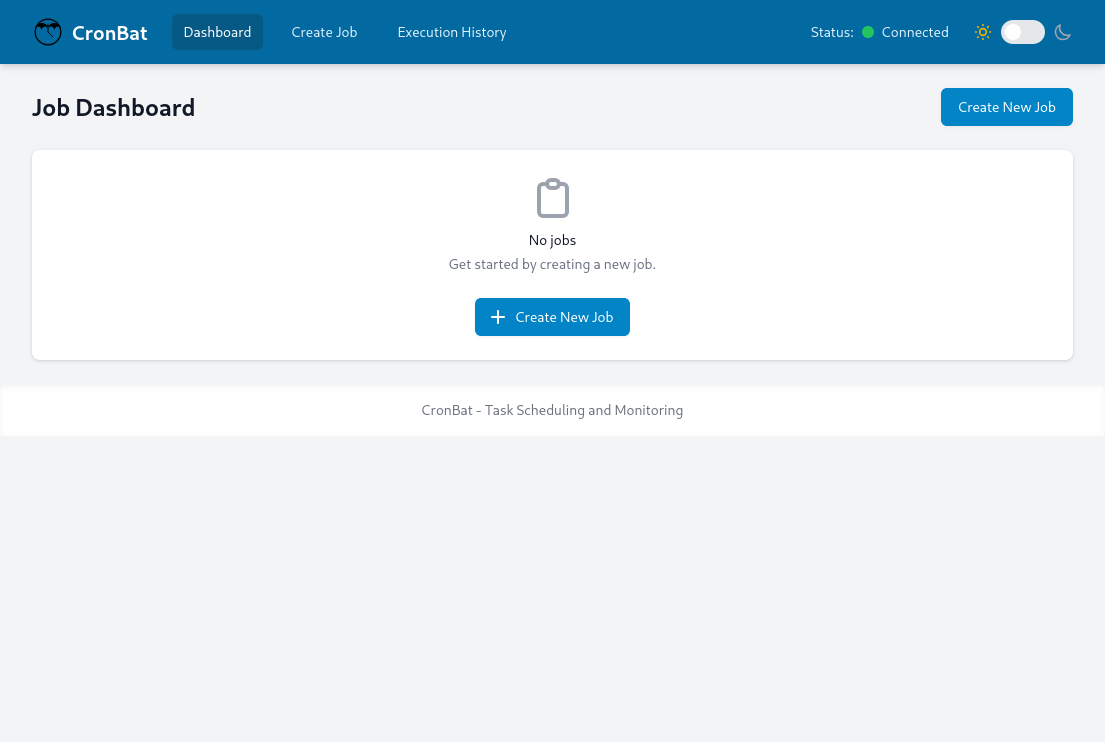 CronBat
Dashboard
Create Job
Execution History
Status:
Connected
Job Dashboard
Create New Job
No jobs
Get started by creating a new job.
Create New Job
CronBat - Task Scheduling and Monitoring